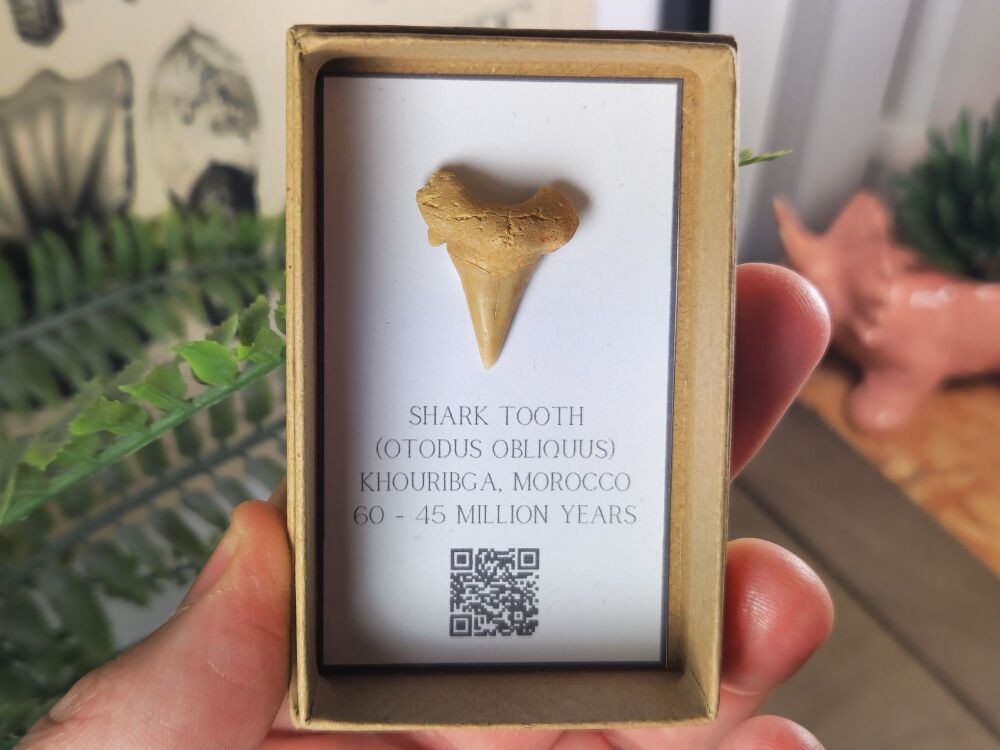 SHARK TOOTH
(OTODUS OBLIQUUS)
KHOURIBGA, MOROCCO
60 - 45 MILLION YEARS